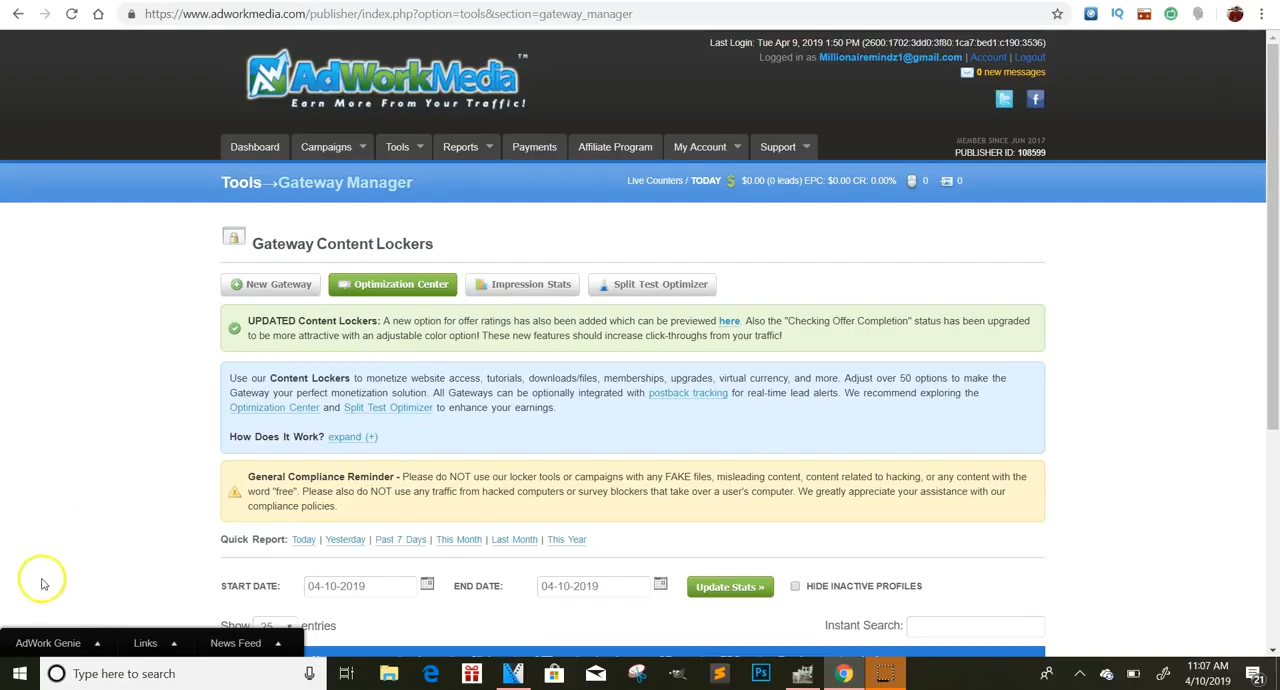 https://www.adworkmedia.com/publisher/index.php?option=tools&section=gateway_manager
Last Login: Tue Apr 9, 2019 1:50 PM (2600:1702:3dd0:3f80:1ca7:bed1:c190:3536)
Logged in as Millionairemindz1@gmail.com | Account | Logout
0 new messages
AdWorkMedia™
Earn More From Your Traffic!
MEMBER SINCE JUN 2017
PUBLISHER ID: 108599
Dashboard Campaigns Tools Reports Payments Affiliate Program My Account Support
Tools→Gateway Manager
Live Counters / TODAY $ $0.00 (0 leads) EPC: $0.00 CR: 0.00% 0 0
Gateway Content Lockers
New Gateway Optimization Center Impression Stats Split Test Optimizer
UPDATED Content Lockers: A new option for offer ratings has also been added which can be previewed here. Also the "Checking Offer Completion" status has been upgraded
to be more attractive with an adjustable color option! These new features should increase click-throughs from your traffic!
Use our Content Lockers to monetize website access, tutorials, downloads/files, memberships, upgrades, virtual currency, and more. Adjust over 50 options to make the
Gateway your perfect monetization solution. All Gateways can be optionally integrated with postback tracking for real-time lead alerts. We recommend exploring the
Optimization Center and Split Test Optimizer to enhance your earnings.
How Does It Work? expand (+)
General Compliance Reminder - Please do NOT use our locker tools or campaigns with any FAKE files, misleading content, content related to hacking, or any content with the
word "free". Please also do NOT use any traffic from hacked computers or survey blockers that take over a user's computer. We greatly appreciate your assistance with our
compliance policies.
Quick Report: Today | Yesterday | Past 7 Days | This Month | Last Month | This Year
START DATE: 04-10-2019 END DATE: 04-10-2019 Update Stats » HIDE INACTIVE PROFILES
Show 25 entries Instant Search:
AdWork Genie Links News Feed
Type here to search
11:07 AM
4/10/2019
21